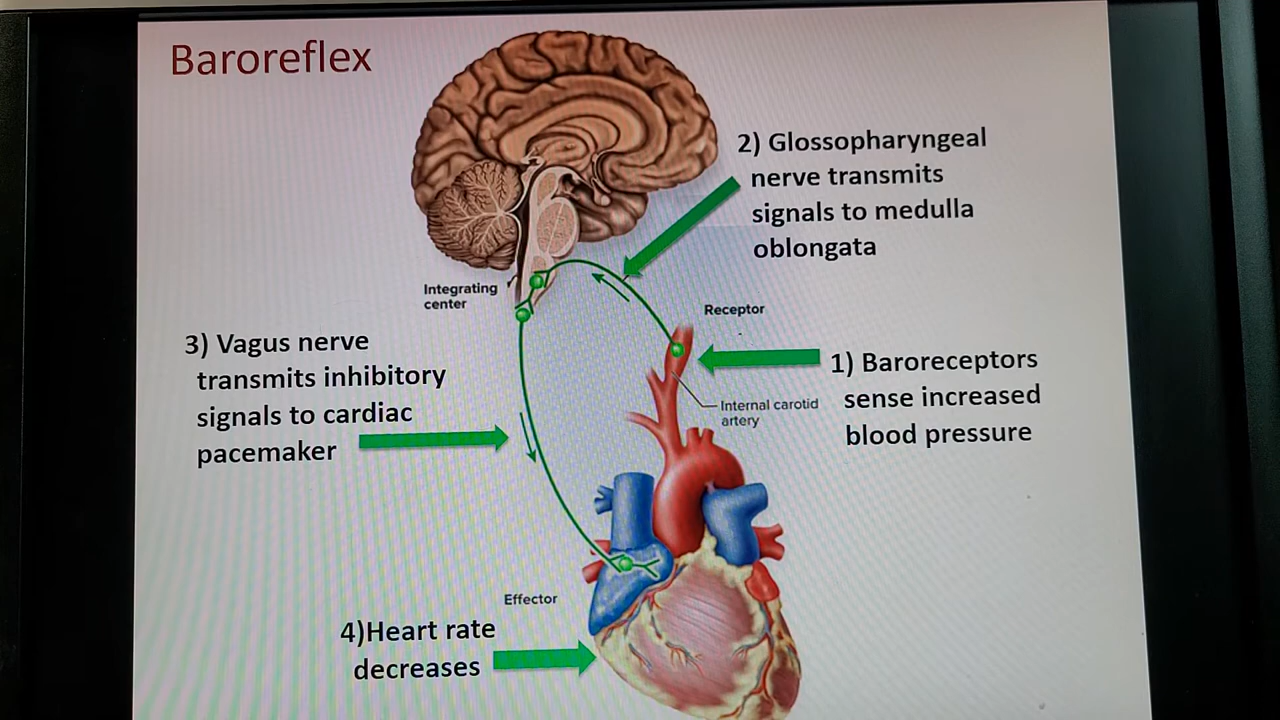 Baroreflex
2) Glossopharyngeal
nerve transmits
signals to medulla
oblongata
Integrating
center
Receptor
3) Vagus nerve
transmits inhibitory
signals to cardiac
pacemaker
1) Baroreceptors
sense increased
blood pressure
Internal carotid
artery
Effector
4)Heart rate
decreases